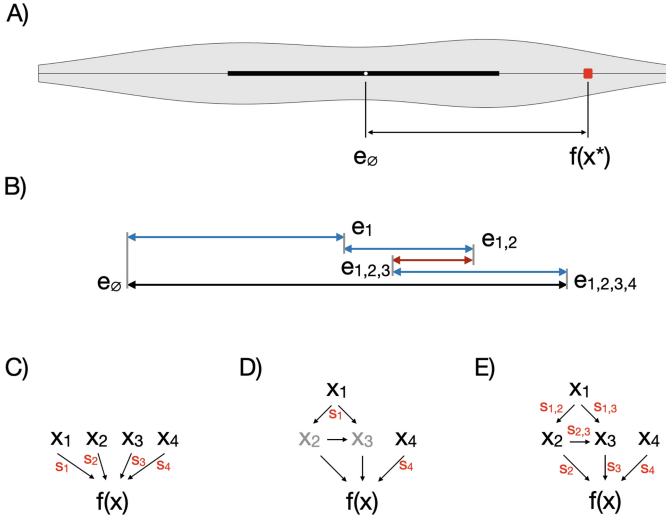 A)
e∅ f(x*)
B)
e1
e1,2
e1,2,3
e∅ e1,2,3,4
C) D) E)
x1 x1
s1 s1,2 s1,3
x1 x2 x3 x4 x2 x3 x4 x2 s2,3 x3 x4
s1 s2 s3 s4 s4 s2 s3 s4
f(x) f(x) f(x)